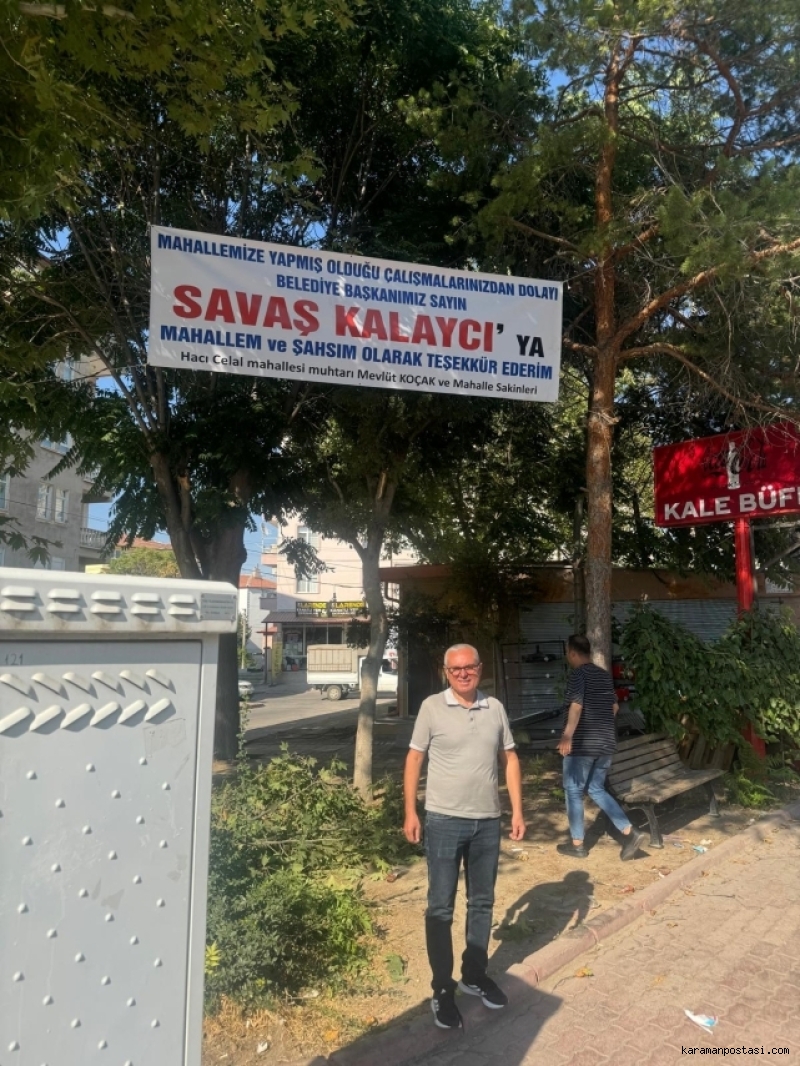 MAHALLEMİZE YAPMIŞ OLDUĞU ÇALIŞMALARINIZDAN DOLAYI
BELEDİYE BAŞKANIMIZ SAYIN
SAVAŞ KALAYCI' YA
MAHALLEM ve ŞAHSIM OLARAK TEŞEKKÜR EDERİM
Hacı Celal mahallesi muhtarı Mevlüt KOÇAK ve Mahalle Sakinleri
KALE BÜF
421
karamanpostasi.com